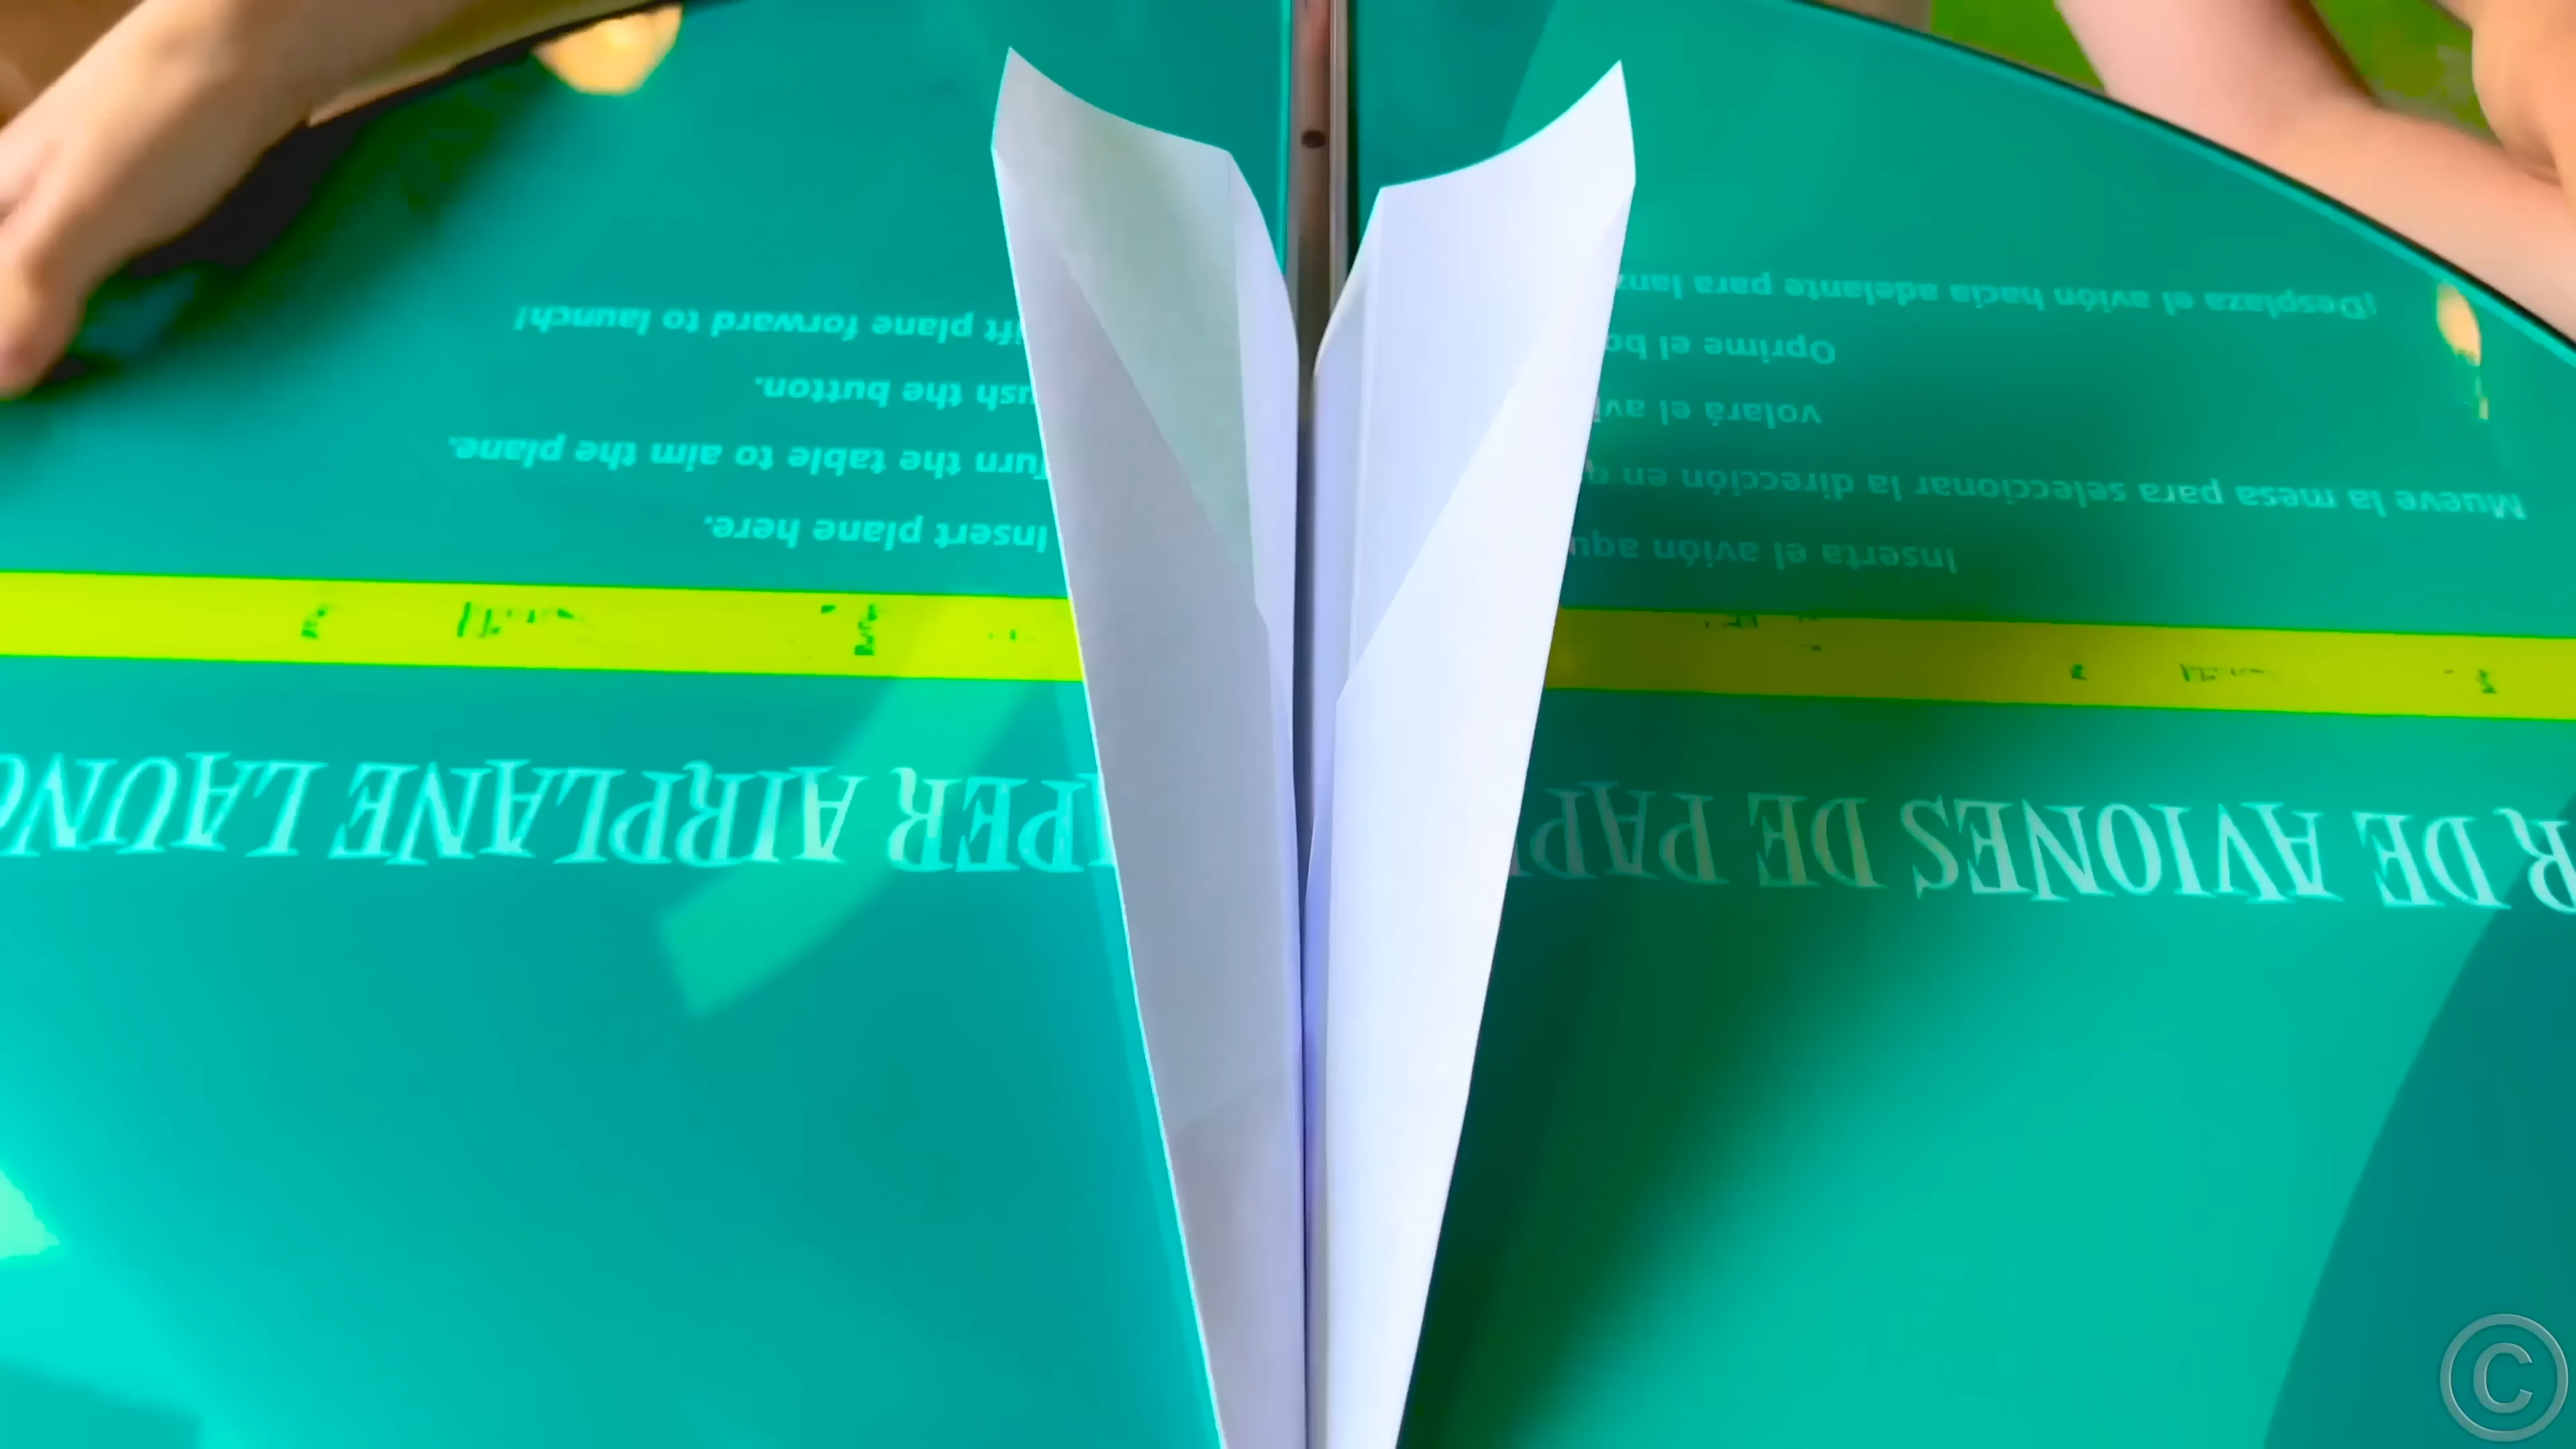 R DE AVIONES DE PAP
Inserta el avión aqu
Mueve la mesa para seleccionar la dirección en q
volará el avi
Oprime el bo
¡Desplaza el avión hacia adelante para lanz
PER AIRPLANE LAUNC
Insert plane here.
Turn the table to aim the plane.
ush the button.
ift plane forward to launch!
©